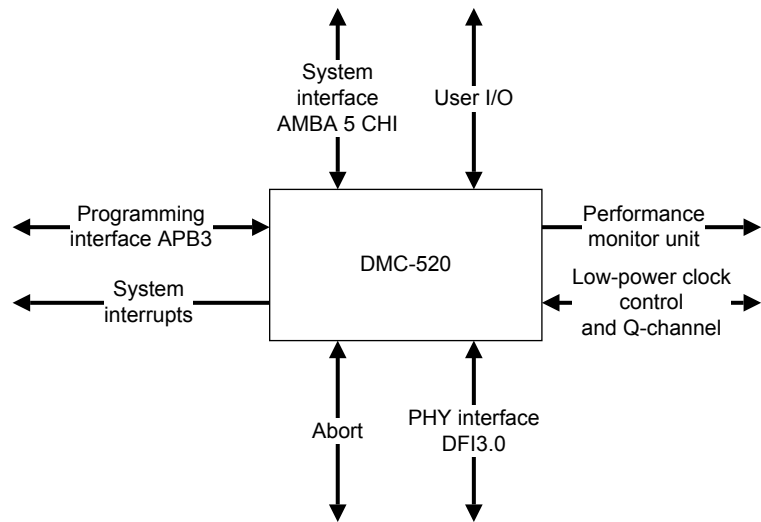 System
interface
AMBA 5 CHI
User I/O
Programming
interface APB3
Performance
monitor unit
DMC-520
System
interrupts
Low-power clock
control
and Q-channel
Abort
PHY interface
DFI3.0